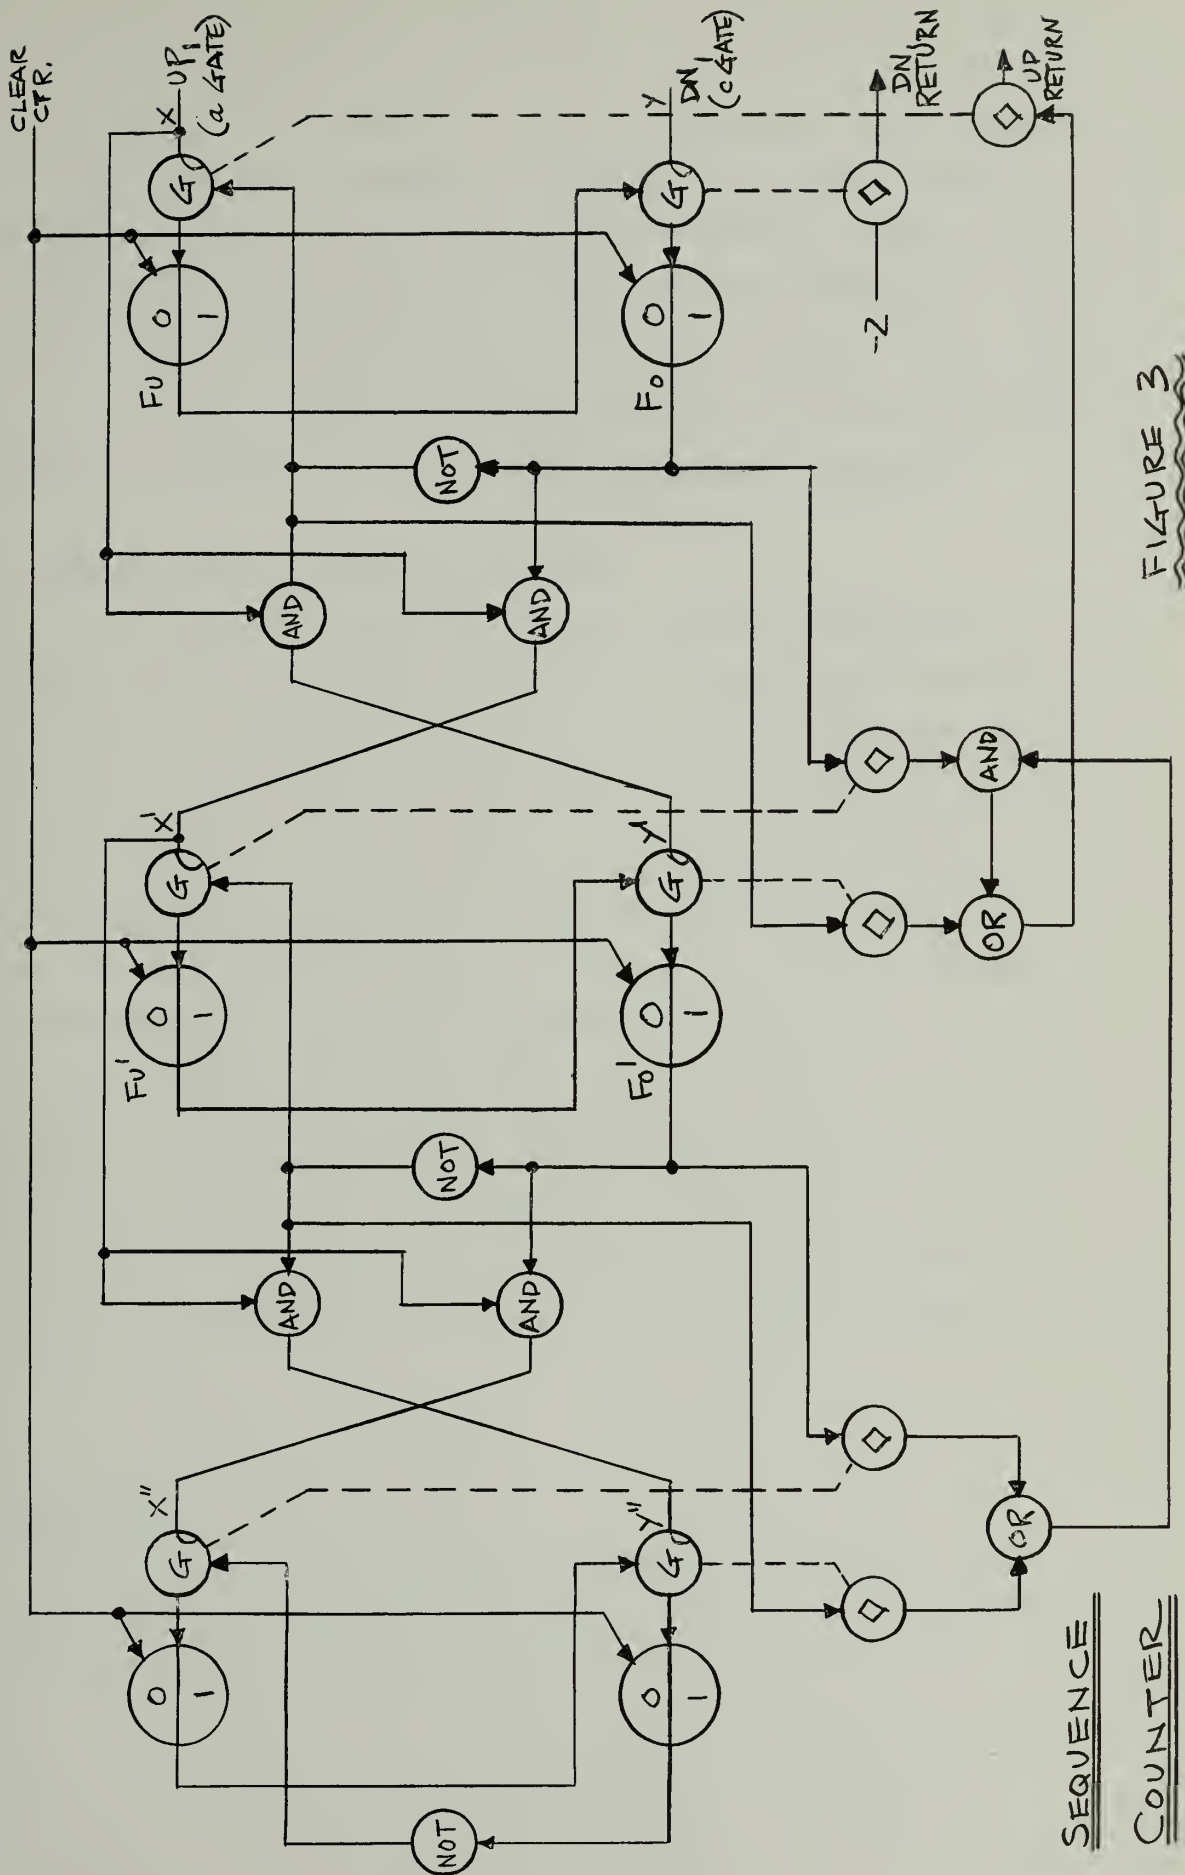 CLEAR
CTR.
X UP1
(a GATE)
G
0
1
FU
Y DN1
(c GATE)
G
0
1
FO
NOT
AND
AND
-2
◇
DN
RETURN
◇
UP
RETURN
X'
G
0
1
FU'
Y'
G
0
1
FO'
NOT
AND
AND
◇
◇
AND
OR
X"
G
0
1
Y"
G
0
1
NOT
◇
◇
OR
SEQUENCE
COUNTER
FIGURE 3